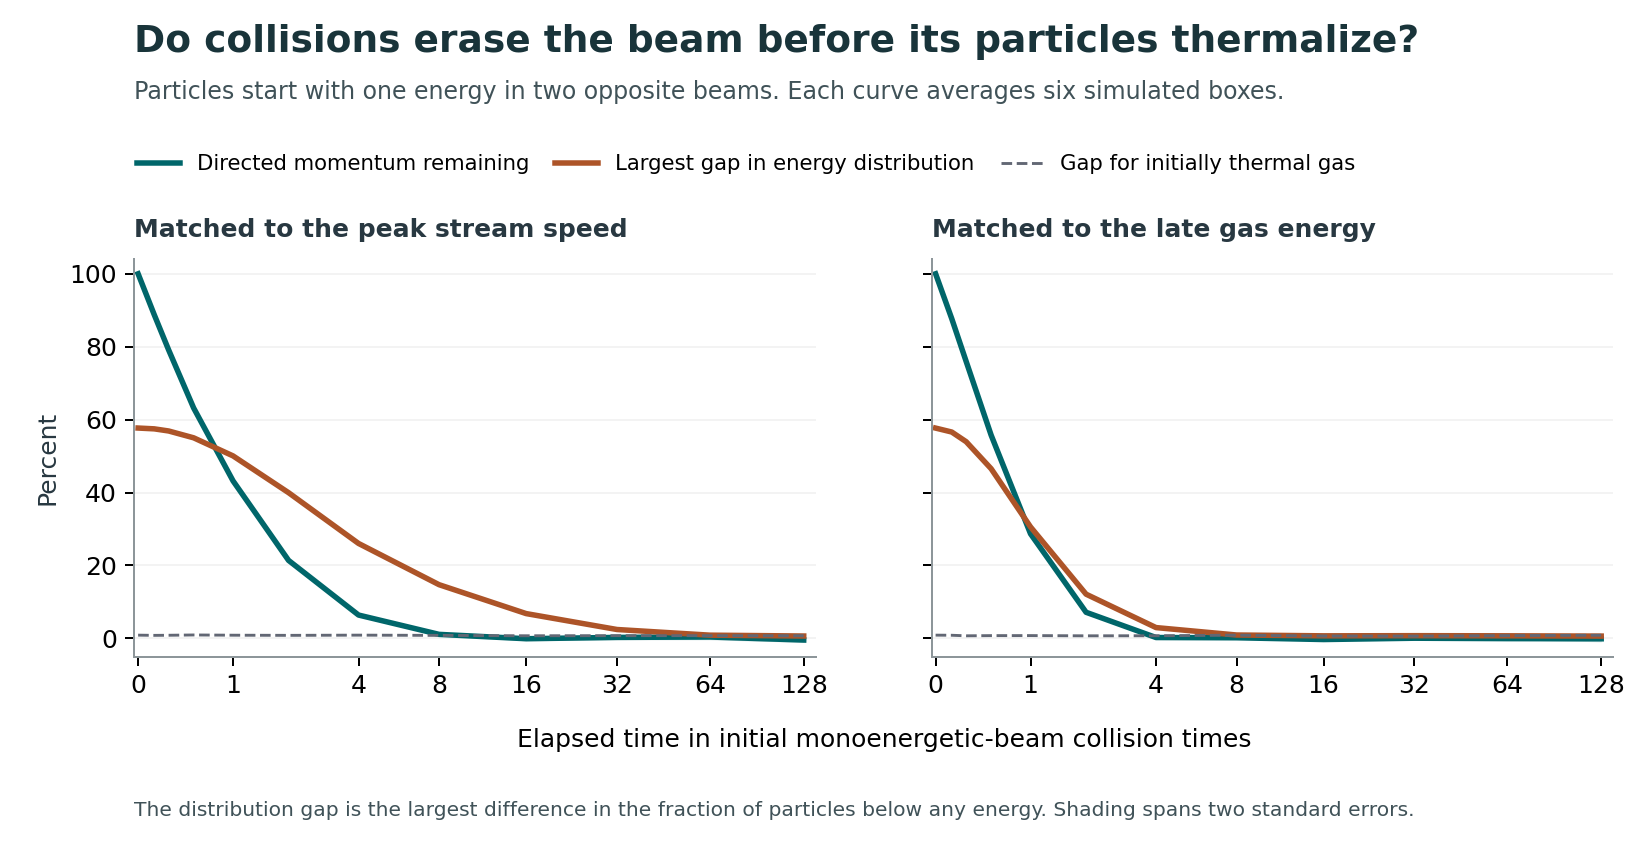 Do collisions erase the beam before its particles thermalize?
Particles start with one energy in two opposite beams. Each curve averages six simulated boxes.
Directed momentum remaining
Largest gap in energy distribution
Gap for initially thermal gas
Matched to the peak stream speed
Matched to the late gas energy
Percent
100
80
60
40
20
0
0 1 4 8 16 32 64 128
0 1 4 8 16 32 64 128
Elapsed time in initial monoenergetic-beam collision times
The distribution gap is the largest difference in the fraction of particles below any energy. Shading spans two standard errors.